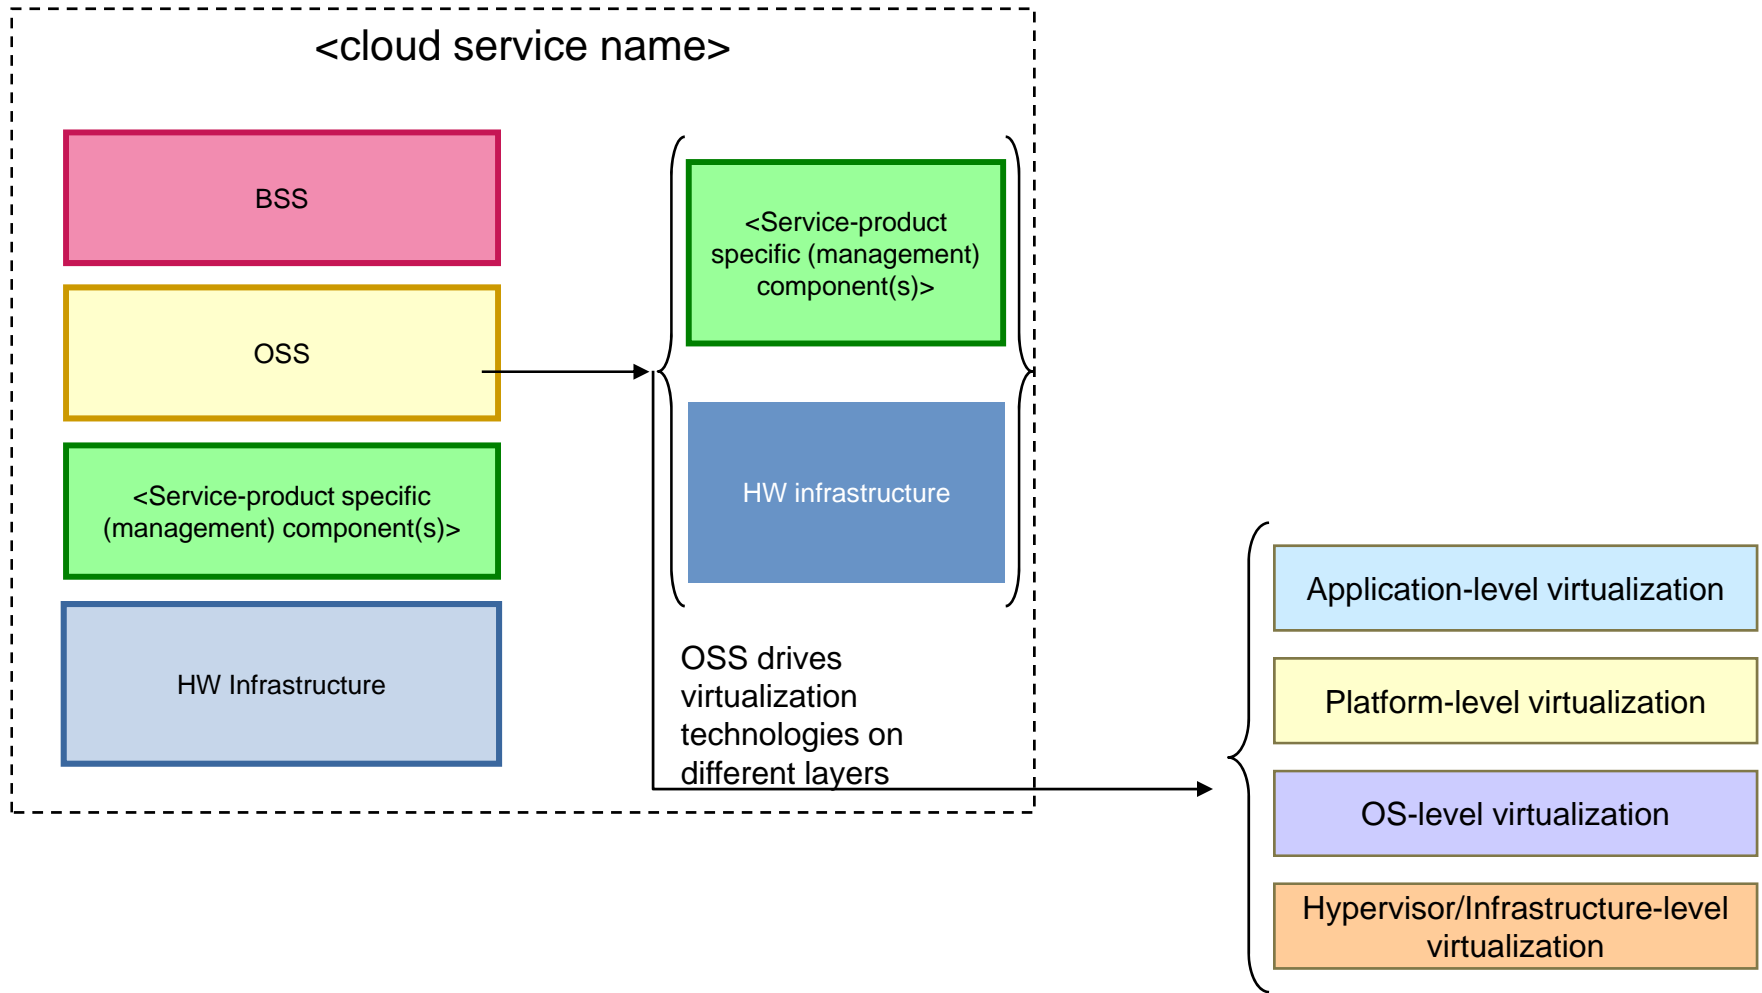 <cloud service name>
BSS
OSS
<Service-product specific
(management) component(s)>
HW Infrastructure
<Service-product
specific (management)
component(s)>
HW infrastructure
OSS drives
virtualization
technologies on
different layers
Application-level virtualization
Platform-level virtualization
OS-level virtualization
Hypervisor/Infrastructure-level
virtualization